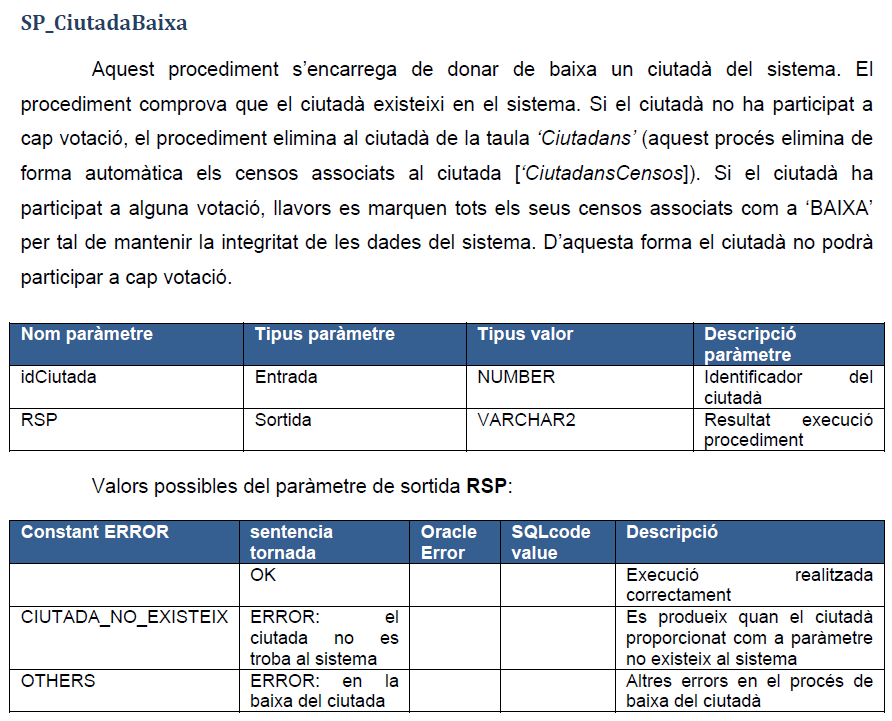 SP_CiutadaBaixa
Aquest procediment s’encarrega de donar de baixa un ciutadà del sistema. El
procediment comprova que el ciutadà existeixi en el sistema. Si el ciutadà no ha participat a
cap votació, el procediment elimina al ciutadà de la taula ‘Ciutadans’ (aquest procés elimina de
forma automàtica els censos associats al ciutada [‘CiutadansCensos]). Si el ciutadà ha
participat a alguna votació, llavors es marquen tots els seus censos associats com a ‘BAIXA’
per tal de mantenir la integritat de les dades del sistema. D’aquesta forma el ciutadà no podrà
participar a cap votació.
Nom paràmetre Tipus paràmetre Tipus valor Descripció
paràmetre
idCiutada Entrada NUMBER Identificador del
ciutadà
RSP Sortida VARCHAR2 Resultat execució
procediment
Valors possibles del paràmetre de sortida RSP:
Constant ERROR sentencia Oracle SQLcode Descripció
tornada Error value
OK Execució realitzada
correctament
CIUTADA_NO_EXISTEIX ERROR: el Es produeix quan el ciutadà
ciutada no es proporcionat com a paràmetre
troba al sistema no existeix al sistema
OTHERS ERROR: en la Altres errors en el procés de
baixa del ciutada baixa del ciutadà